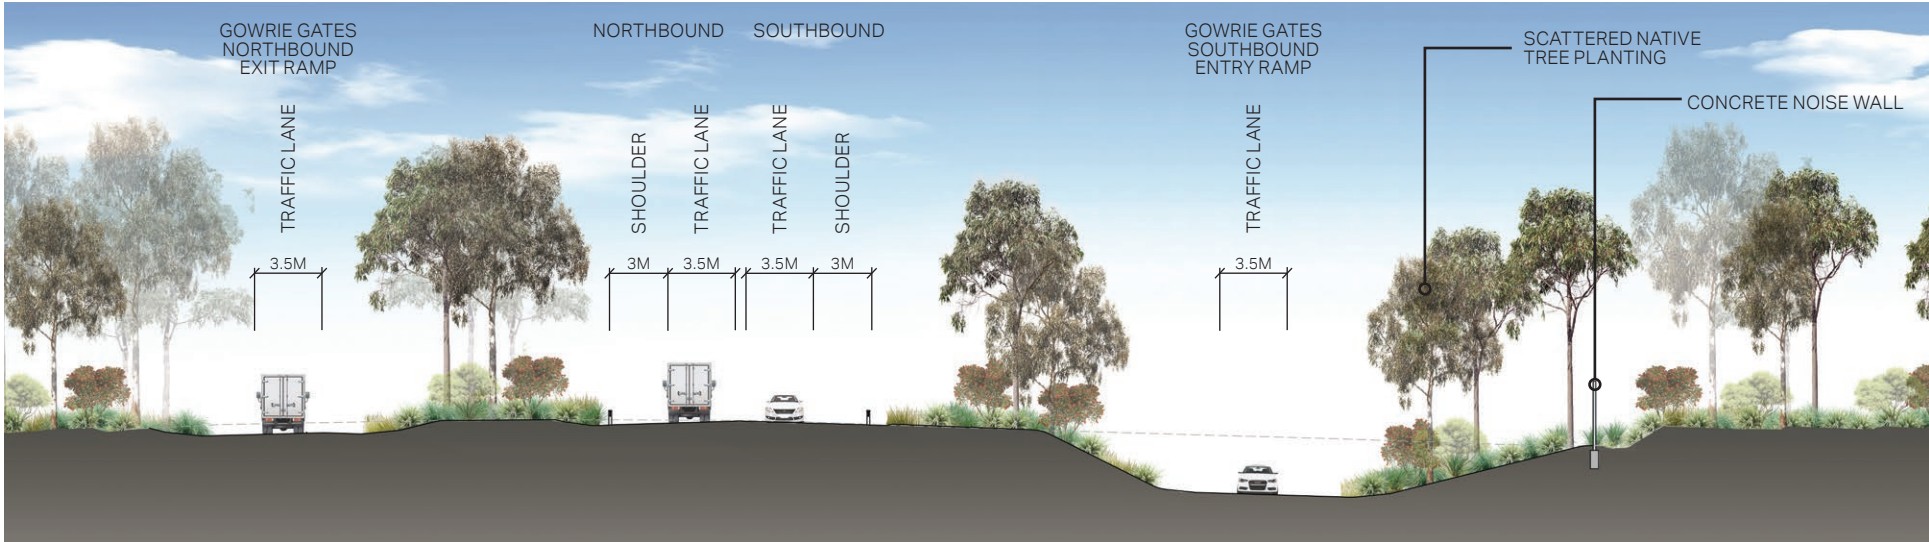 GOWRIE GATES
NORTHBOUND
EXIT RAMP
NORTHBOUND
SOUTHBOUND
GOWRIE GATES
SOUTHBOUND
ENTRY RAMP
SCATTERED NATIVE
TREE PLANTING
CONCRETE NOISE WALL
TRAFFIC LANE
SHOULDER
TRAFFIC LANE
TRAFFIC LANE
SHOULDER
TRAFFIC LANE
3.5M
3M
3.5M
3.5M
3M
3.5M